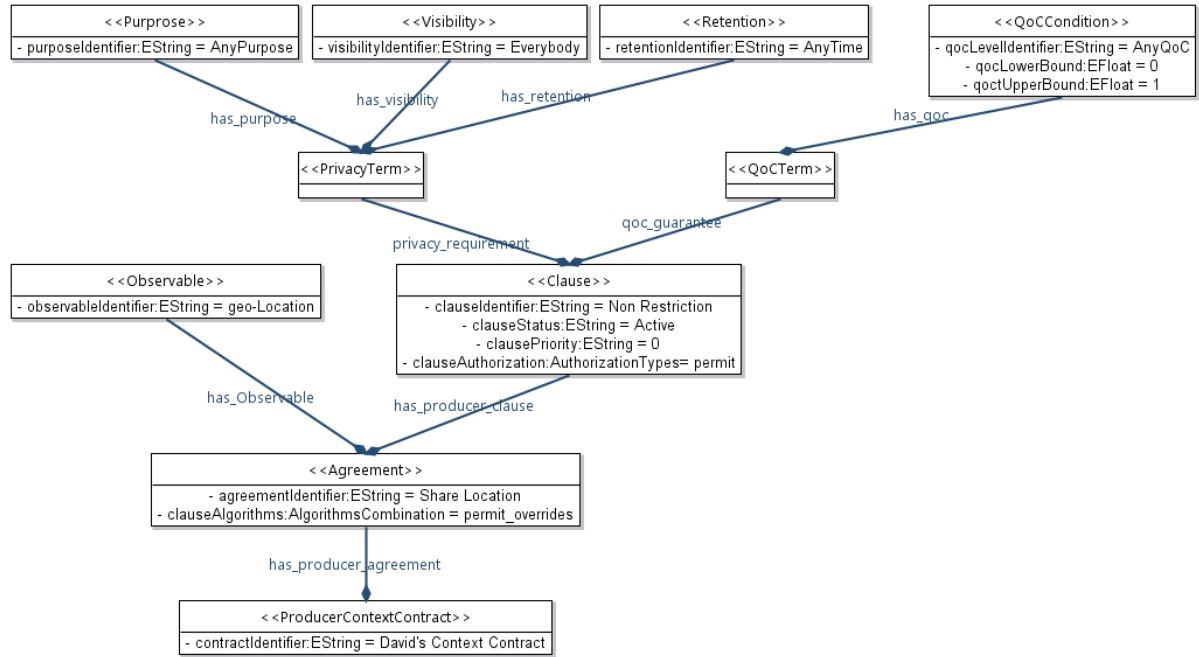 <<Purprose>>
- purposeIdentifier:EString = AnyPurpose
<<Visibility>>
- visibilityIdentifier:EString = Everybody
<<Retention>>
- retentionIdentifier:EString = AnyTime
<<QoCCondition>>
- qocLevelIdentifier:EString = AnyQoC
- qocLowerBound:EFloat = 0
- qoctUpperBound:EFloat = 1
has_purpose
has_visibility
has_retention
has_qoc
<<PrivacyTerm>>
<<QoCTerm>>
privacy_requirement
qoc_guarantee
<<Observable>>
- observableIdentifier:EString = geo-Location
<<Clause>>
- clauseIdentifier:EString = Non Restriction
- clauseStatus:EString = Active
- clausePriority:EString = 0
- clauseAuthorization:AuthorizationTypes= permit
has_Observable
has_producer_clause
<<Agreement>>
- agreementIdentifier:EString = Share Location
- clauseAlgorithms:AlgorithmsCombination = permit_overrides
has_producer_agreement
<<ProducerContextContract>>
- contractIdentifier:EString = David's Context Contract